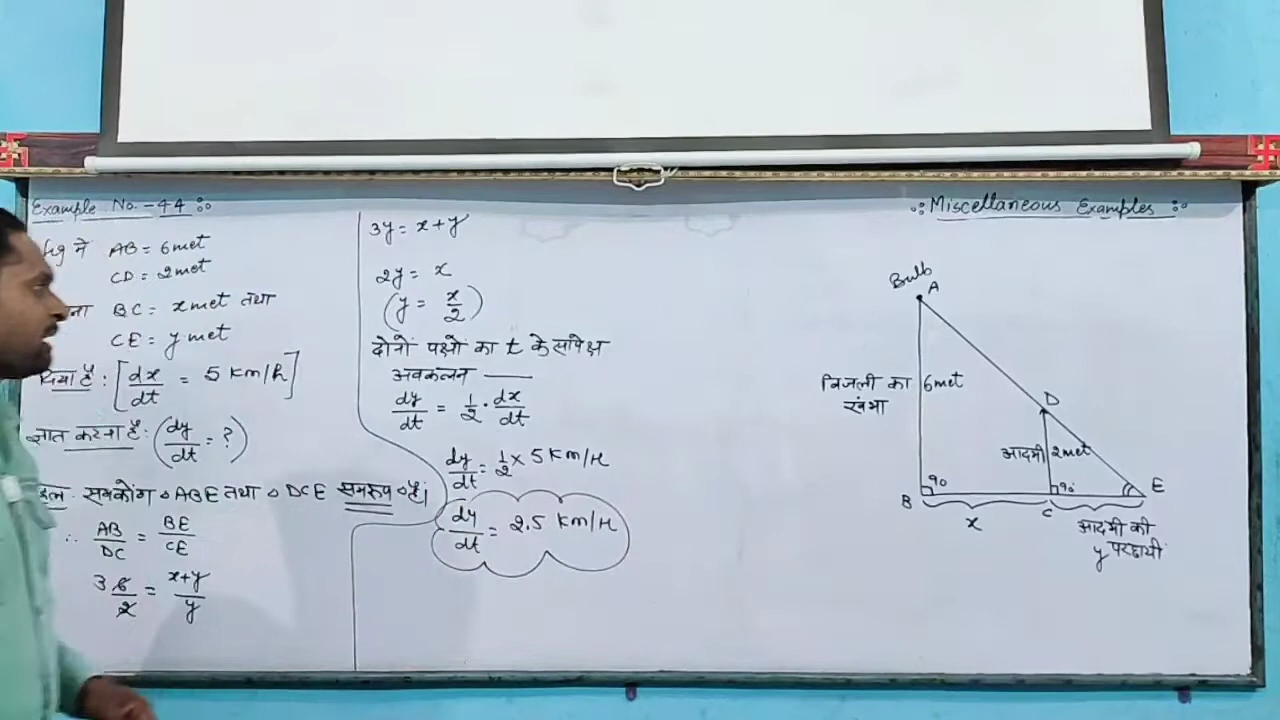 Example No. - 44 :
में AB = 6 met
CD = 2 met
BC = x met तथा
CE = y met
दिया है : [dx/dt = 5 Km/h]
ज्ञात करना है : (dy/dt = ?)
हल : समकोण △ ABE तथा △ DCE समरूप △ हैं|
∴ AB/DC = BE/CE
3 6/2 = x+y/y
3y = x+y
2y = x
(y = x/2)
दोनों पक्षो का t के सापेक्ष
अवकलन —
dy/dt = 1/2 . dx/dt
dy/dt = 1/2 × 5 Km/H
dy/dt = 2.5 Km/H
Miscellaneous Examples :
Bulb
A
D
बिजली का 6 met
खंभा
आदमी 2 met
90 90
B C E
x आदमी की
y परछायी